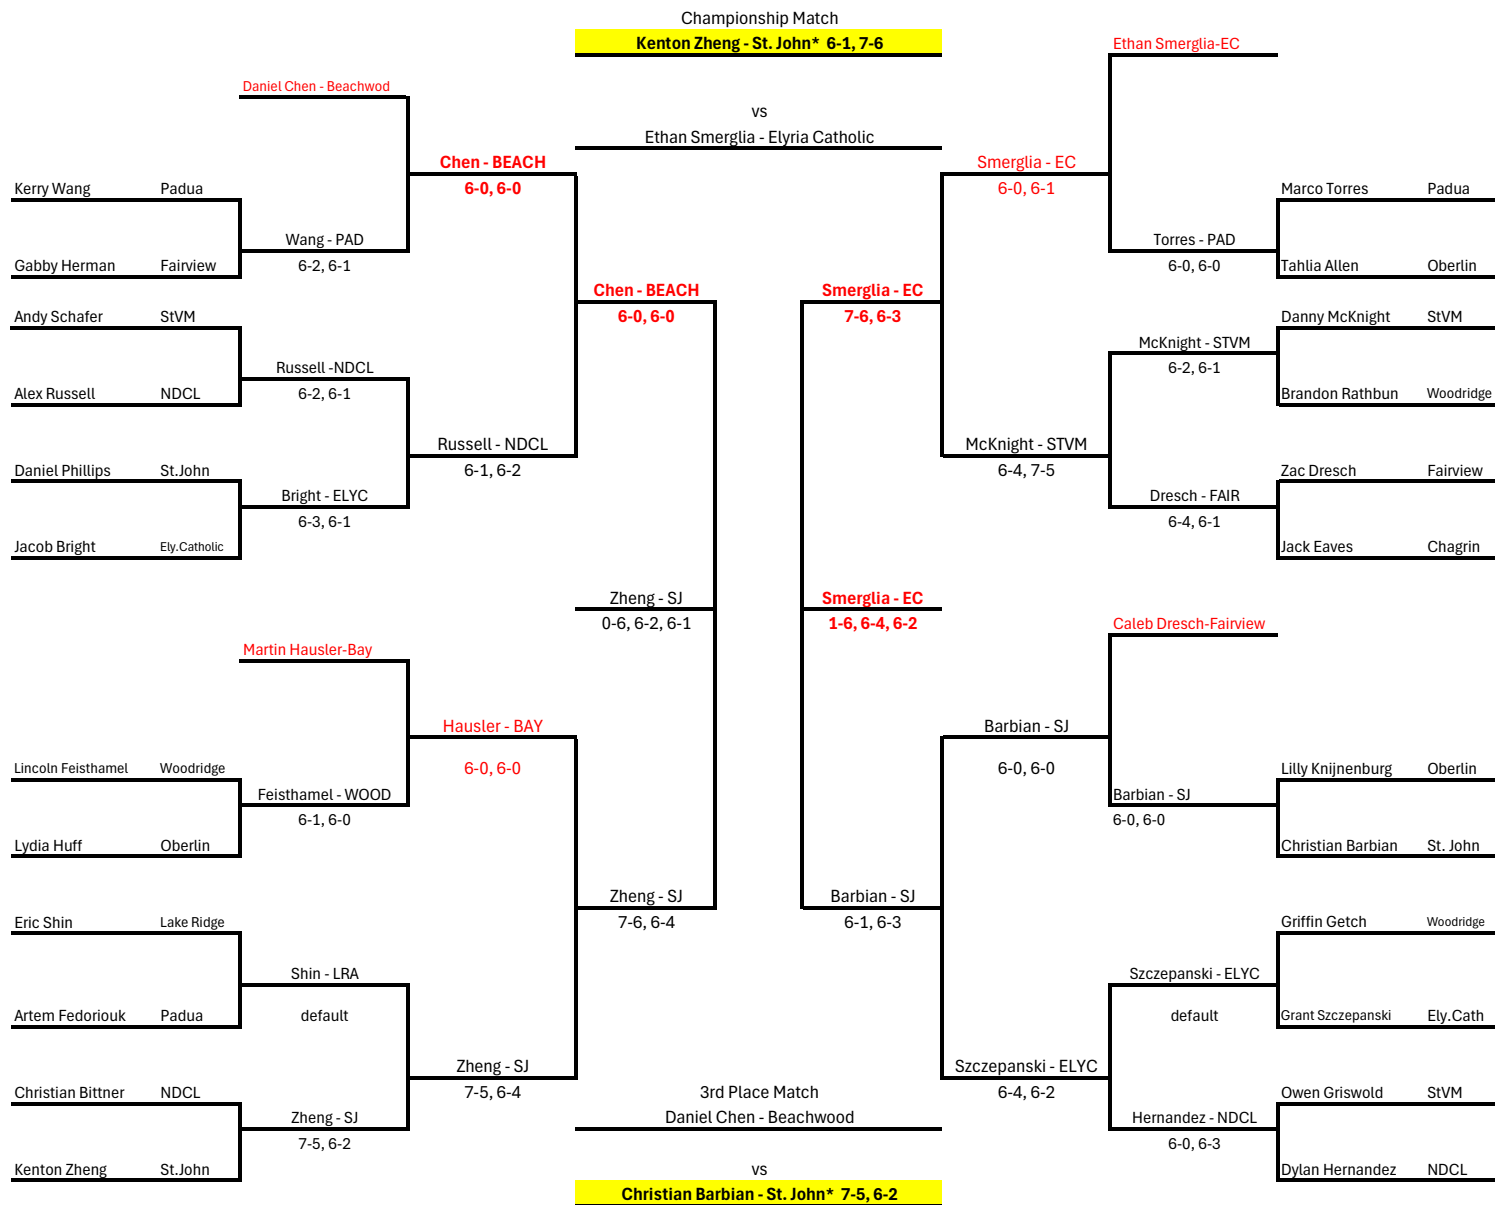 Championship Match
Kenton Zheng - St. John* 6-1, 7-6
vs
Ethan Smerglia - Elyria Catholic
Daniel Chen - Beachwod
Chen - BEACH
6-0, 6-0
Kerry Wang Padua
Wang - PAD
6-2, 6-1
Gabby Herman Fairview
Chen - BEACH
6-0, 6-0
Andy Schafer StVM
Russell -NDCL
6-2, 6-1
Alex Russell NDCL
Russell - NDCL
6-1, 6-2
Daniel Phillips St.John
Bright - ELYC
6-3, 6-1
Jacob Bright Ely.Catholic
Zheng - SJ
0-6, 6-2, 6-1
Martin Hausler-Bay
Hausler - BAY
6-0, 6-0
Lincoln Feisthamel Woodridge
Feisthamel - WOOD
6-1, 6-0
Lydia Huff Oberlin
Zheng - SJ
7-6, 6-4
Eric Shin Lake Ridge
Shin - LRA
default
Artem Fedoriouk Padua
Zheng - SJ
7-5, 6-4
Christian Bittner NDCL
Zheng - SJ
7-5, 6-2
Kenton Zheng St.John
Ethan Smerglia-EC
Smerglia - EC
6-0, 6-1
Marco Torres Padua
Torres - PAD
6-0, 6-0
Tahlia Allen Oberlin
Smerglia - EC
7-6, 6-3
Danny McKnight StVM
McKnight - STVM
6-2, 6-1
Brandon Rathbun Woodridge
McKnight - STVM
6-4, 7-5
Zac Dresch Fairview
Dresch - FAIR
6-4, 6-1
Jack Eaves Chagrin
Smerglia - EC
1-6, 6-4, 6-2
Caleb Dresch-Fairview
Barbian - SJ
6-0, 6-0
Lilly Knijnenburg Oberlin
Barbian - SJ
6-0, 6-0
Christian Barbian St. John
Barbian - SJ
6-1, 6-3
Griffin Getch Woodridge
Szczepanski - ELYC
default
Grant Szczepanski Ely.Cath
Szczepanski - ELYC
6-4, 6-2
Owen Griswold StVM
Hernandez - NDCL
6-0, 6-3
Dylan Hernandez NDCL
3rd Place Match
Daniel Chen - Beachwood
vs
Christian Barbian - St. John* 7-5, 6-2